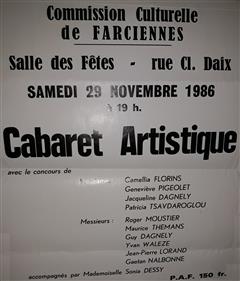 Commission Culturelle
de FARCIENNES
Salle des Fêtes - rue Cl. Daix
SAMEDI 29 NOVEMBRE 1986
à 19 h.
Cabaret Artistique
avec le concours de
Camellia FLORINS
Geneviève PIGEOLET
Jacqueline DAGNELY
Patricia TSAVDAROGLOU
Messieurs : Roger MOUSTIER
Maurice THEMANS
Guy DAGNELY
Yvan WALEZE
Jean-Pierre LORAND
Gaetan NALBONNE
accompagnés par Mademoiselle Sonia DESSY
P.A.F. 150 fr.